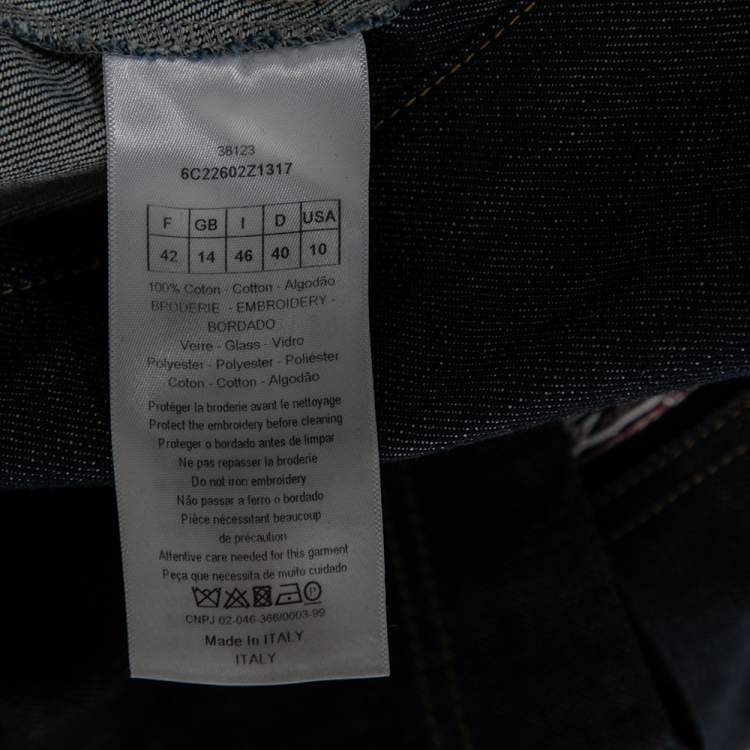 38123
6C22602Z1317
F GB I D USA
42 14 46 40 10
100% Coton - Cotton - Algodão
BRODERIE - EMBROIDERY -
BORDADO
Verre - Glass - Vidro
Polyester - Polyester - Poliéster
Coton - Cotton - Algodão
Protéger la broderie avant le nettoyage
Protect the embroidery before cleaning
Proteger o bordado antes de limpar
Ne pas repasser la broderie
Do not iron embroidery
Não passar a ferro o bordado
Pièce nécessitant beaucoup
de précaution
Attentive care needed for this garment
Peça que necessita de muito cuidado
P
CNPJ 02-046-366/0003-99
Made In ITALY
ITALY